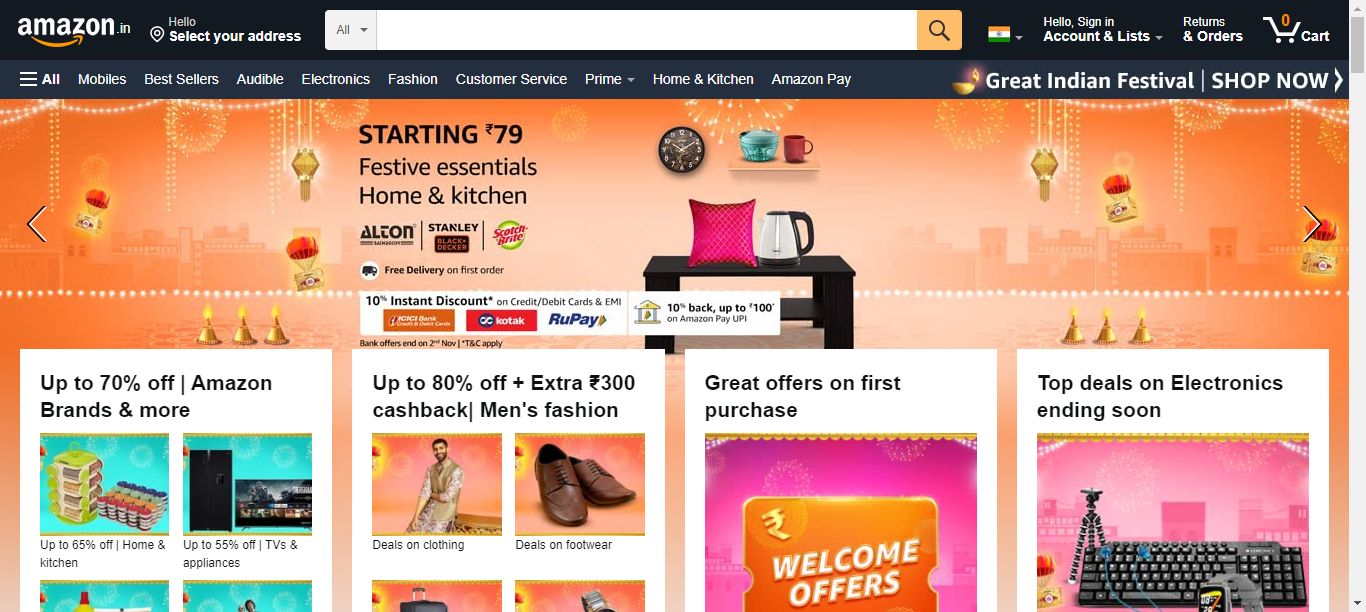 amazon.in
Hello
Select your address
All
Hello, Sign in
Account & Lists
Returns
& Orders
0
Cart
All
Mobiles
Best Sellers
Audible
Electronics
Fashion
Customer Service
Prime
Home & Kitchen
Amazon Pay
Great Indian Festival | SHOP NOW
STARTING ₹79
Festive essentials
Home & kitchen
ALTON
STANLEY
BLACK+
DECKER
Scotch-
Brite
Free Delivery on first order
10% Instant Discount* on Credit/Debit Cards & EMI
ICICI Bank
Credit & Debit Cards
kotak
RuPay
10% back, up to ₹100*
on Amazon Pay UPI
Bank offers end on 2nd Nov | *T&C apply
Up to 70% off | Amazon
Brands & more
Up to 65% off | Home &
kitchen
Up to 55% off | TVs &
appliances
Up to 80% off + Extra ₹300
cashback| Men's fashion
Deals on clothing
Deals on footwear
Great offers on first
purchase
₹
WELCOME
OFFERS
Top deals on Electronics
ending soon